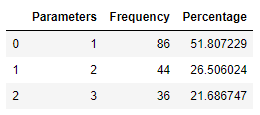 Parameters Frequency Percentage
0 1 86 51.807229
1 2 44 26.506024
2 3 36 21.686747